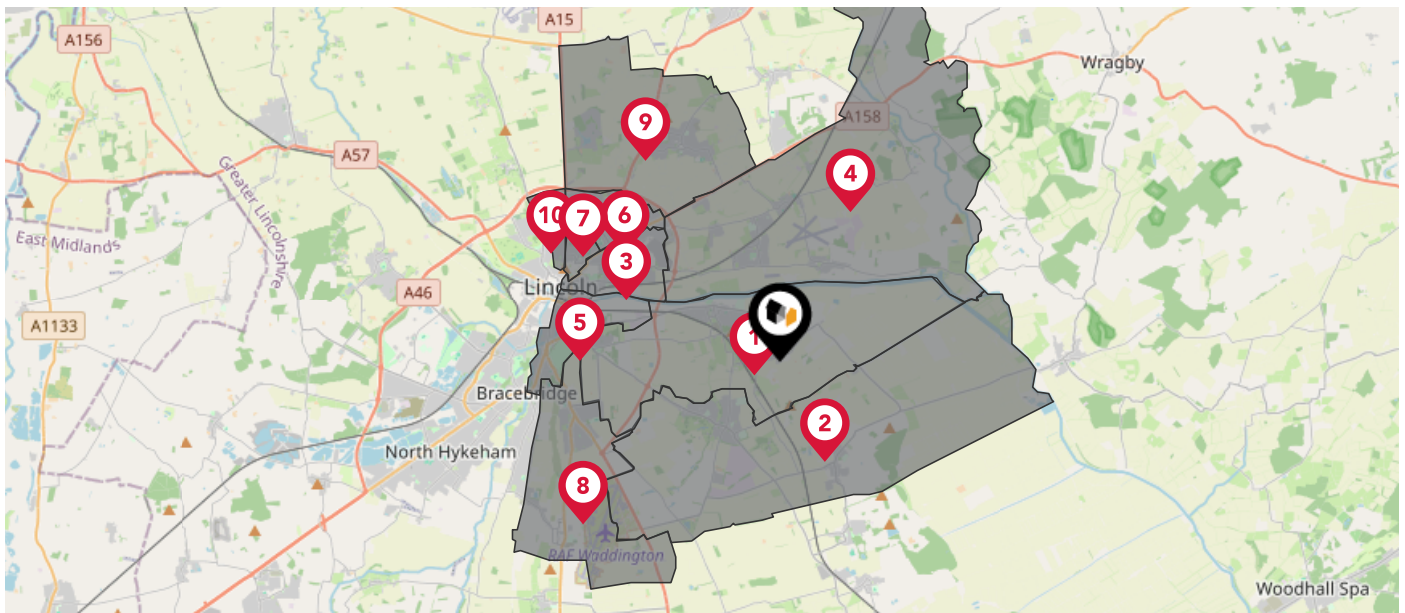 A15
A156
Wragby
9
A158
A57
4
Greater Lincolnshire
10
7
6
East Midlands
3
Lincoln
A46
5
A1133
1
Bracebridge
2
North Hykeham
8
RAF Waddington
Woodhall Spa